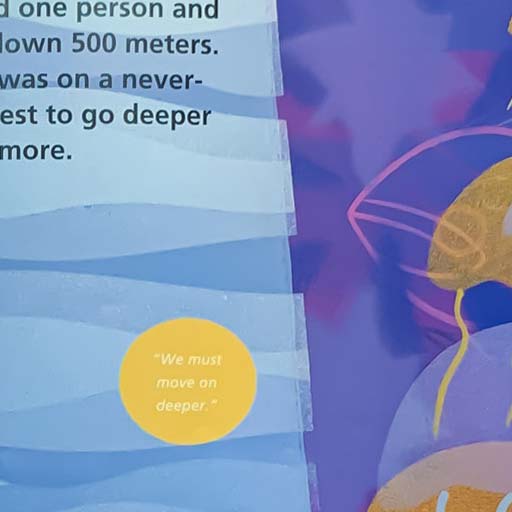 one person and
down 500 meters.
was on a never-
est to go deeper
more.
"We must
move on
deeper."